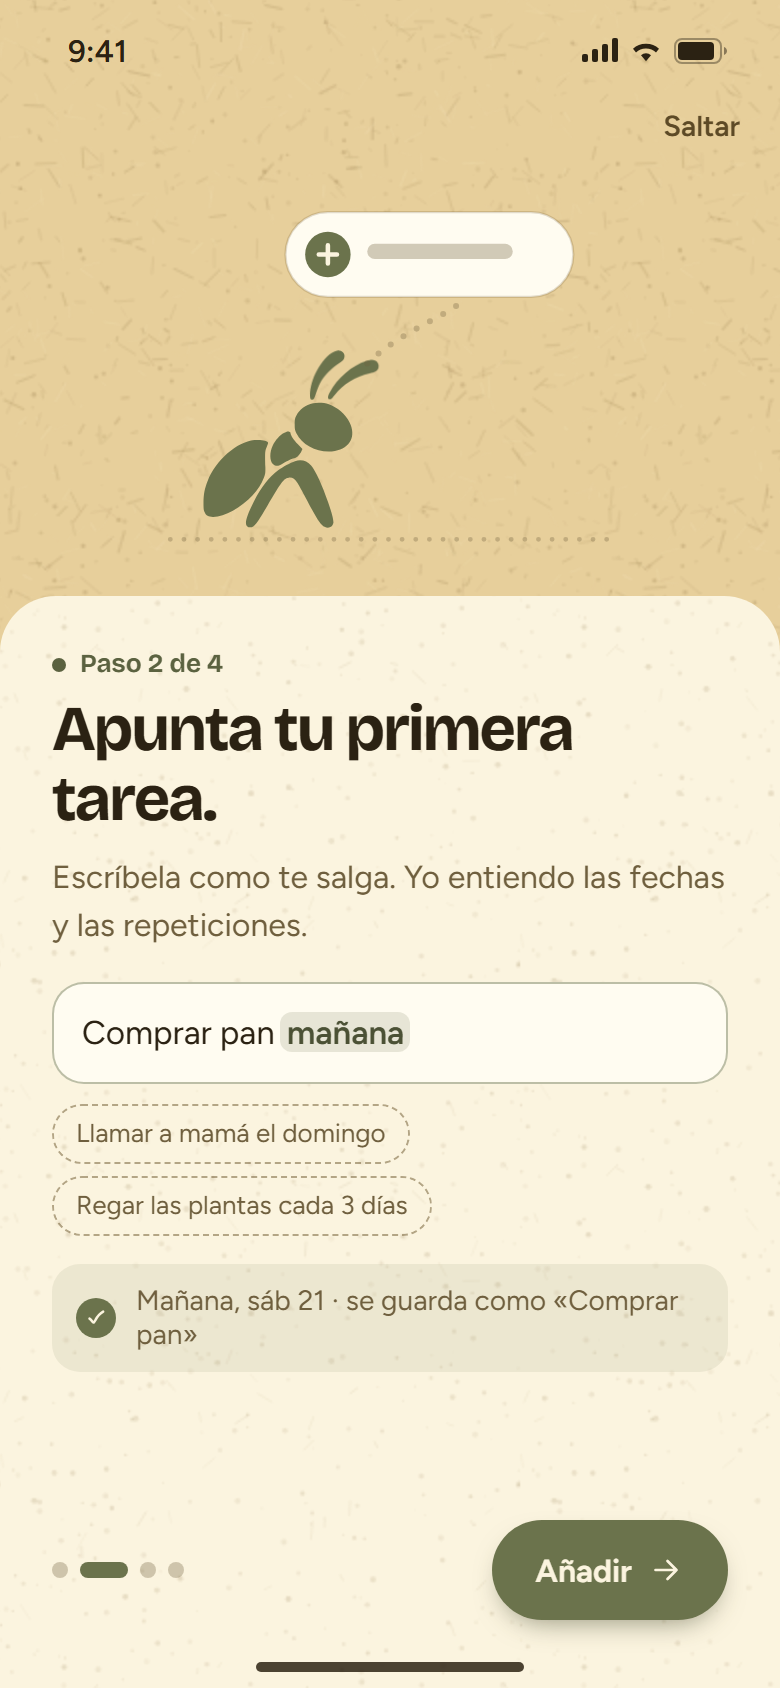 9:41
Saltar
Paso 2 de 4
Apunta tu primera
tarea.
Escríbela como te salga. Yo entiendo las fechas
y las repeticiones.
Comprar pan mañana
Llamar a mamá el domingo
Regar las plantas cada 3 días
Mañana, sáb 21 · se guarda como «Comprar
pan»
Añadir →